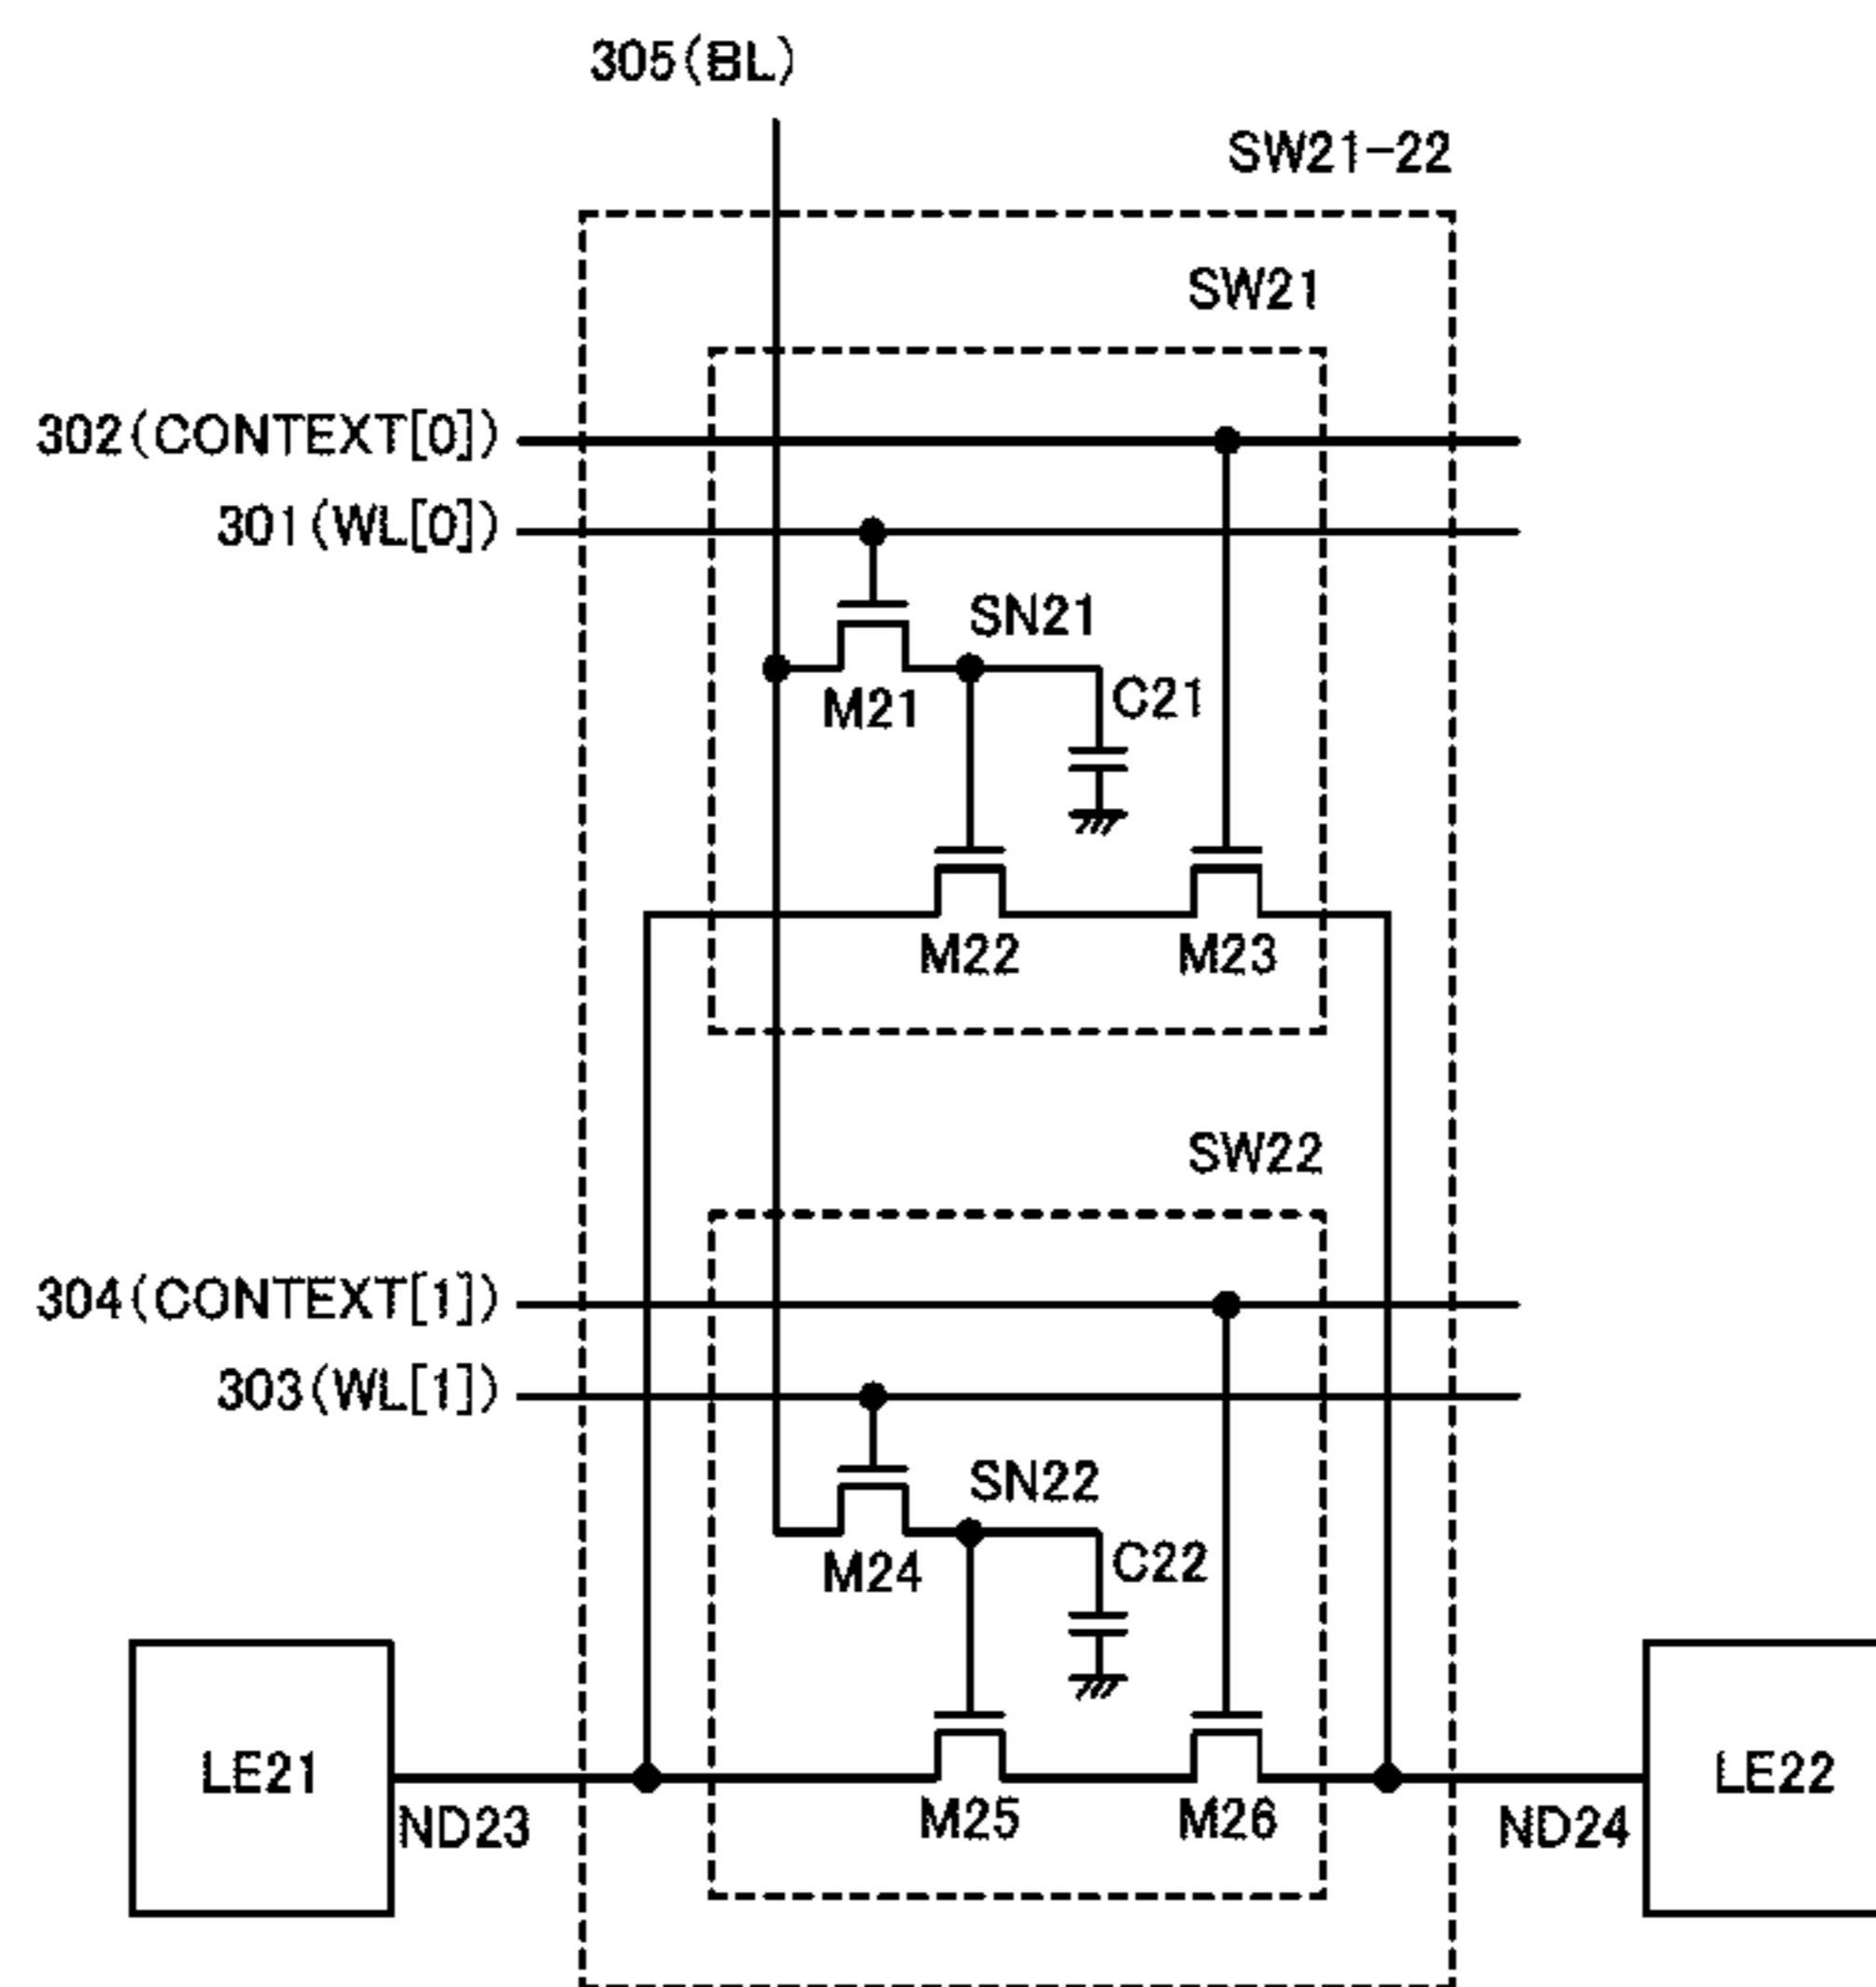 305(BL)
SW21-22
SW21
302(CONTEXT[0])
301(WL[0])
SN21
C21
M21
M22
M23
SW22
304(CONTEXT[1])
303(WL[1])
SN22
C22
M24
LE21
LE22
ND23
M25
M26
ND24